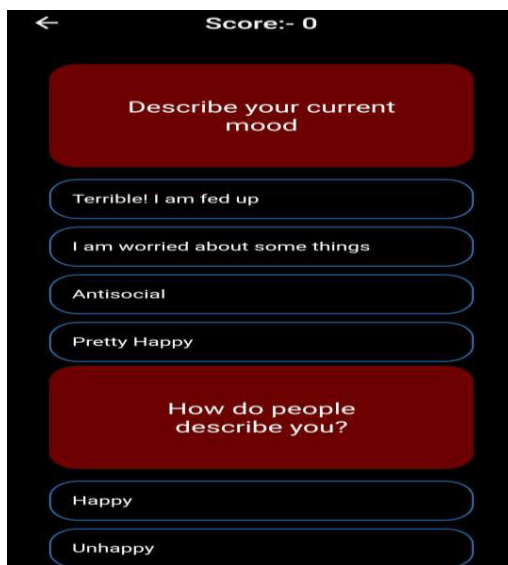 Score:- 0
Describe your current
mood
Terrible! I am fed up
I am worried about some things
Antisocial
Pretty Happy
How do people
describe you?
Happy
Unhappy